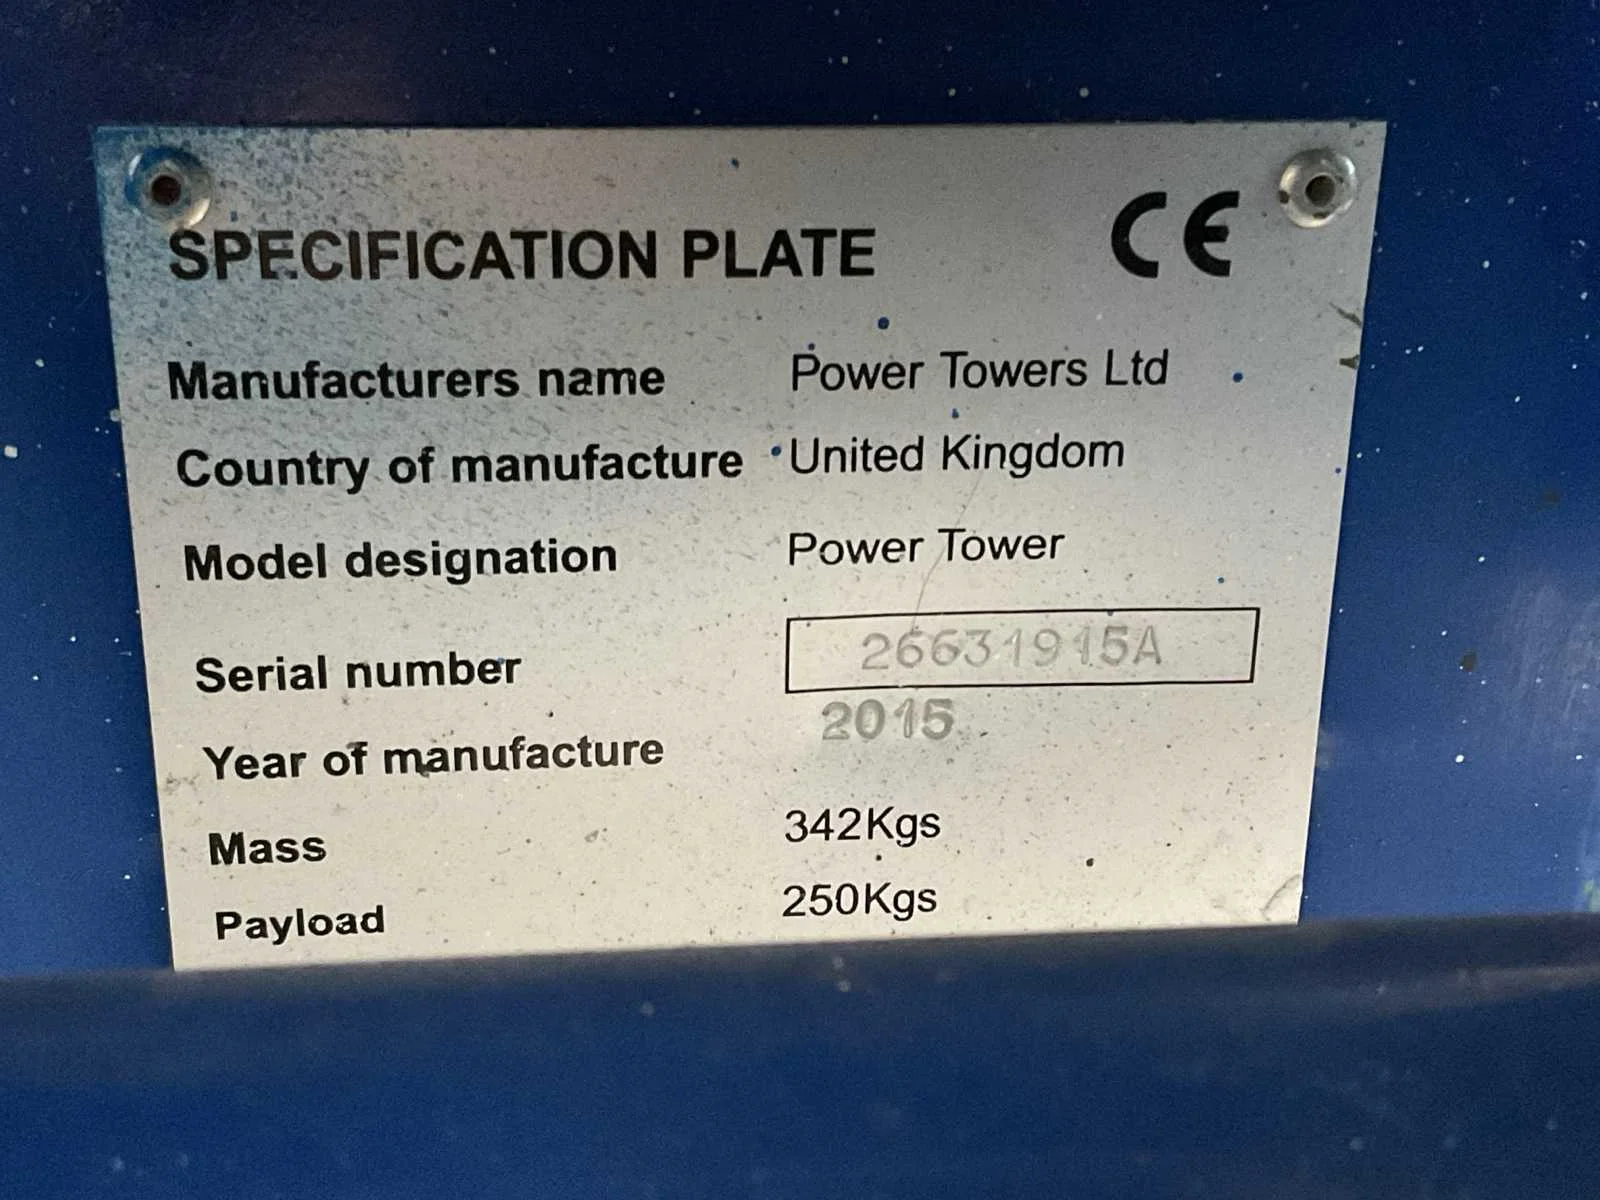 SPECIFICATION PLATE CE
Manufacturers name Power Towers Ltd
Country of manufacture United Kingdom
Model designation Power Tower
Serial number 26631915A
Year of manufacture 2015
Mass 342Kgs
Payload 250Kgs